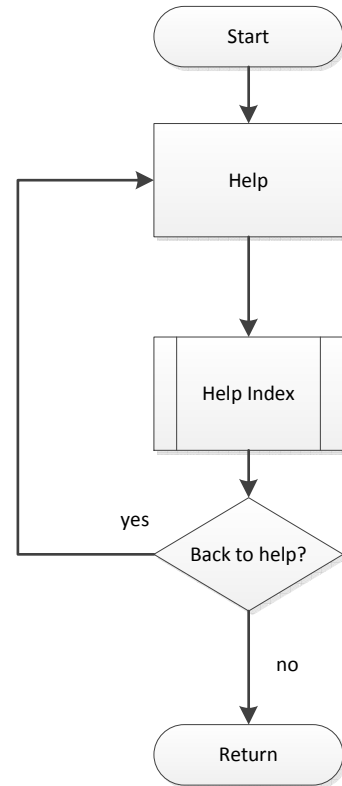 Start
Help
Help Index
yes
Back to help?
no
Return